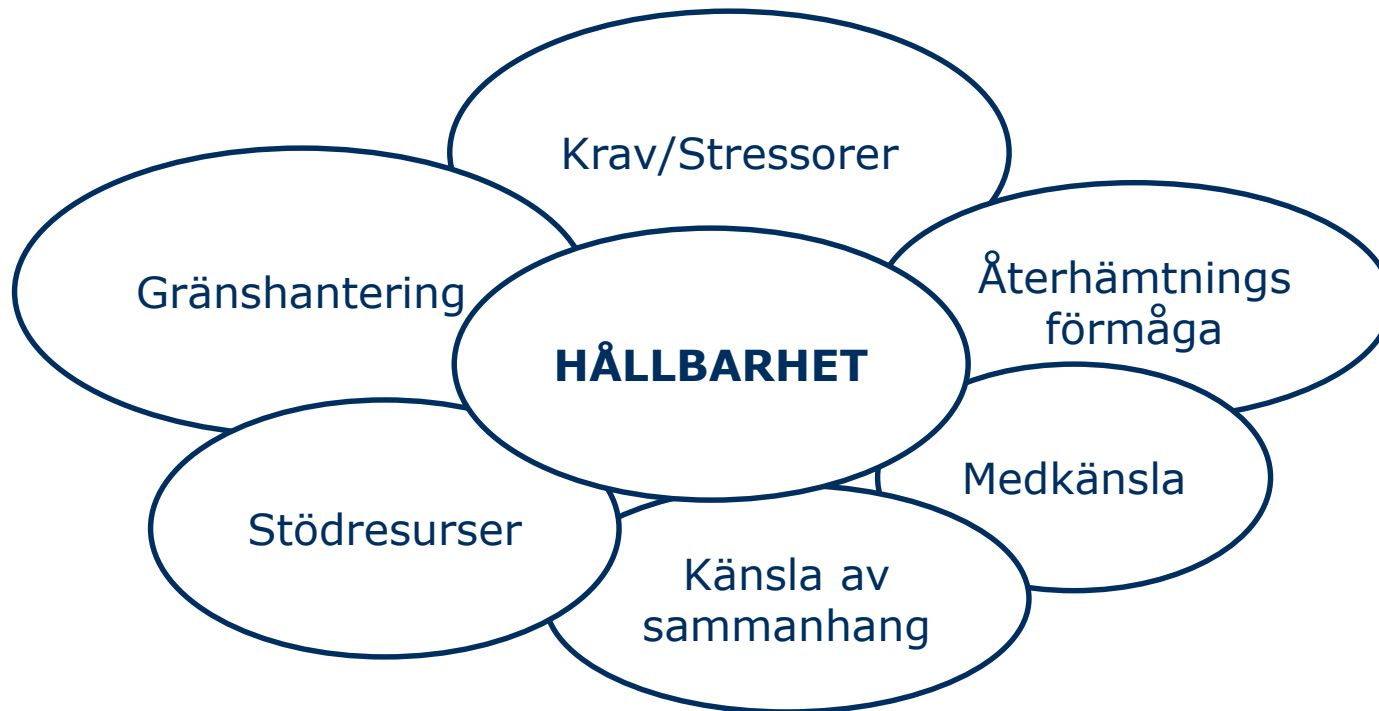 Krav/Stressorer
Gränshantering
Återhämtnings
förmåga
HÅLLBARHET
Medkänsla
Stödresurser
Känsla av
sammanhang